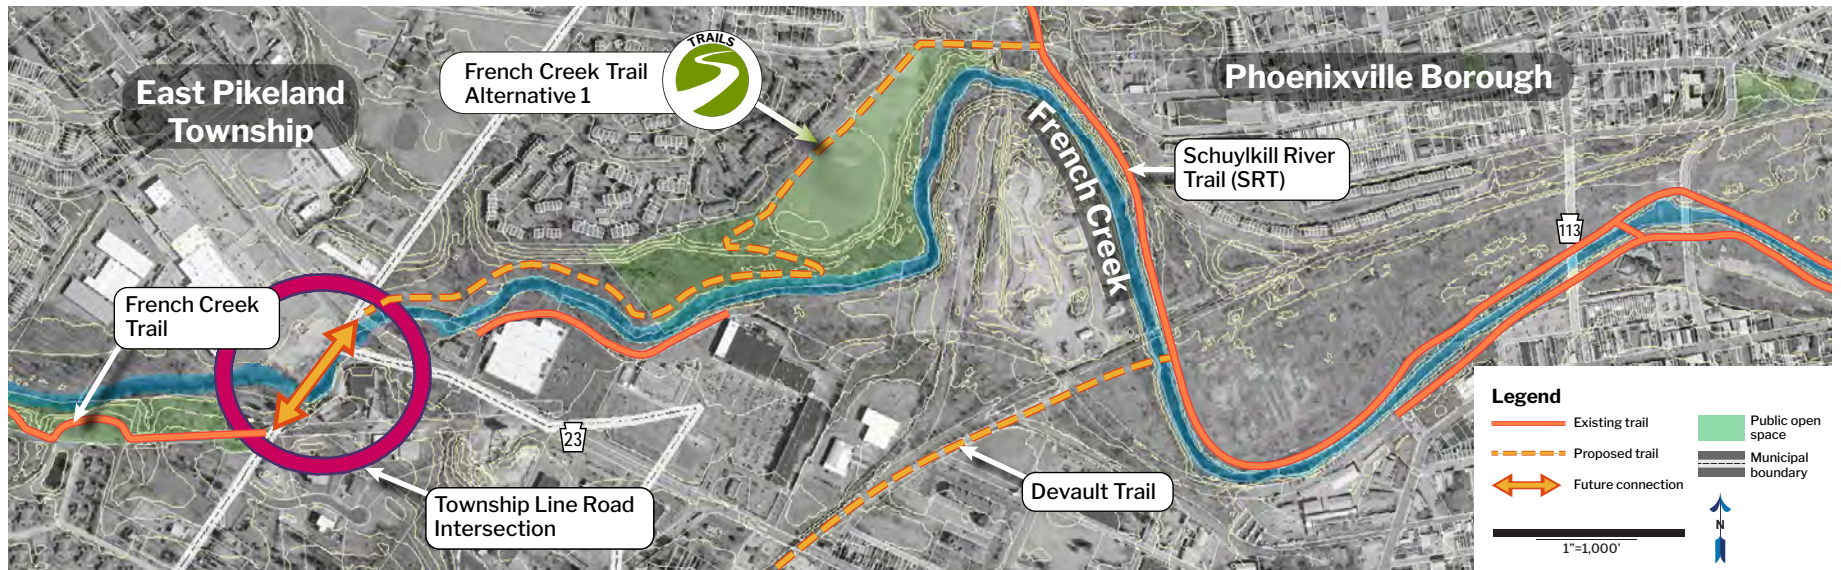 East Pikeland
Township
French Creek Trail
Alternative 1
TRAILS
Phoenixville Borough
French Creek
Schuylkill River
Trail (SRT)
113
French Creek
Trail
23
Township Line Road
Intersection
Devault Trail
Legend
Existing trail
Proposed trail
Future connection
Public open
space
Municipal
boundary
N
1"=1,000'